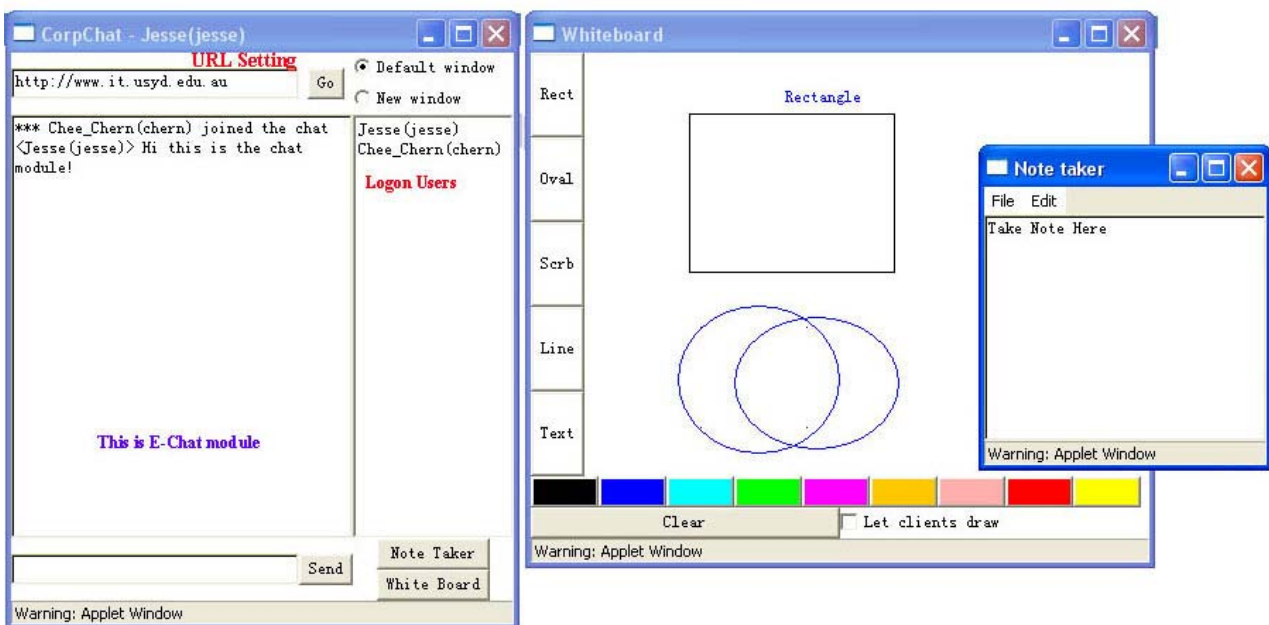 CorpChat - Jesse(jesse)
URL Setting
http://www.it.usyd.edu.au
Go
Default window
New window
*** Chee_Chern(chern) joined the chat
<Jesse(jesse)> Hi this is the chat
module!
Jesse(jesse)
Chee_Chern(chern)
Logon Users
This is E-Chat module
Send
Note Taker
White Board
Warning: Applet Window
Whiteboard
Rect
Oval
Scrb
Line
Text
Rectangle
Clear
Let clients draw
Warning: Applet Window
Note taker
File Edit
Take Note Here
Warning: Applet Window